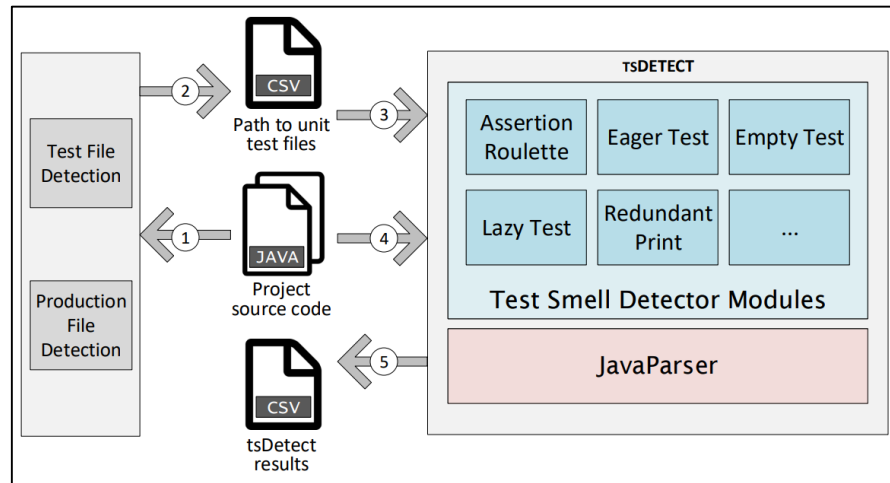 Test File
Detection
Production
File
Detection
2
CSV
Path to unit
test files
3
1
JAVA
Project
source code
4
CSV
tsDetect
results
5
TSDETECT
Assertion
Roulette
Eager Test
Empty Test
Lazy Test
Redundant
Print
...
Test Smell Detector Modules
JavaParser